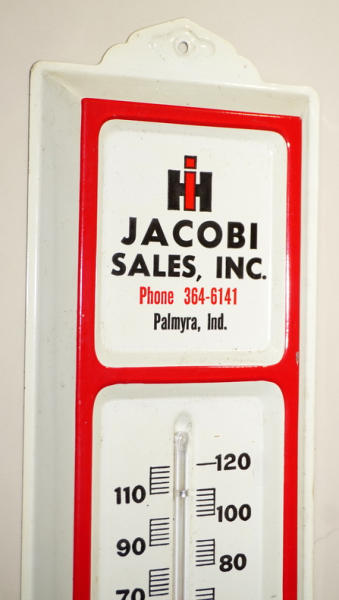 IH
JACOBI
SALES, INC.
Phone 364-6141
Palmyra, Ind.
120
110
100
90
80
70